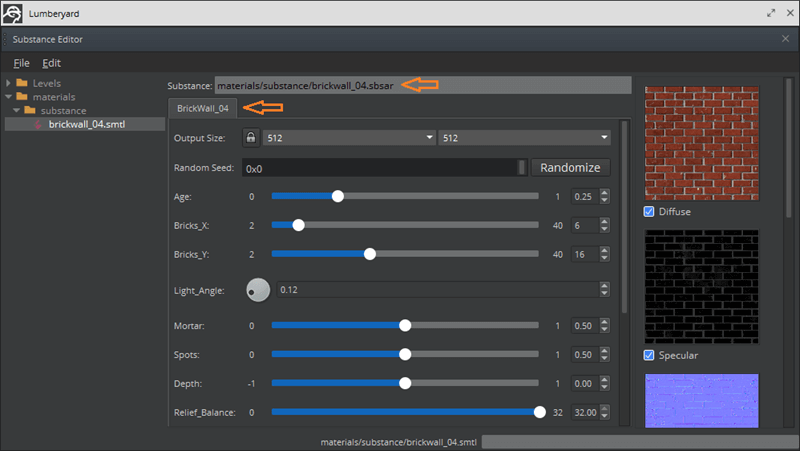 Lumberyard
Substance Editor
File Edit
Levels
materials
substance
brickwall_04.smtl
Substance: materials/substance/brickwall_04.sbsar
BrickWall_04
Output Size: 512 512
Random Seed: 0x0 Randomize
Age: 0 1 0.25
Bricks_X: 2 40 6
Bricks_Y: 2 40 16
Light_Angle: 0.12
Mortar: 0 1 0.50
Spots: 0 1 0.50
Depth: -1 1 0.00
Relief_Balance: 0 32 32.00
Diffuse
Specular
materials/substance/brickwall_04.smtl